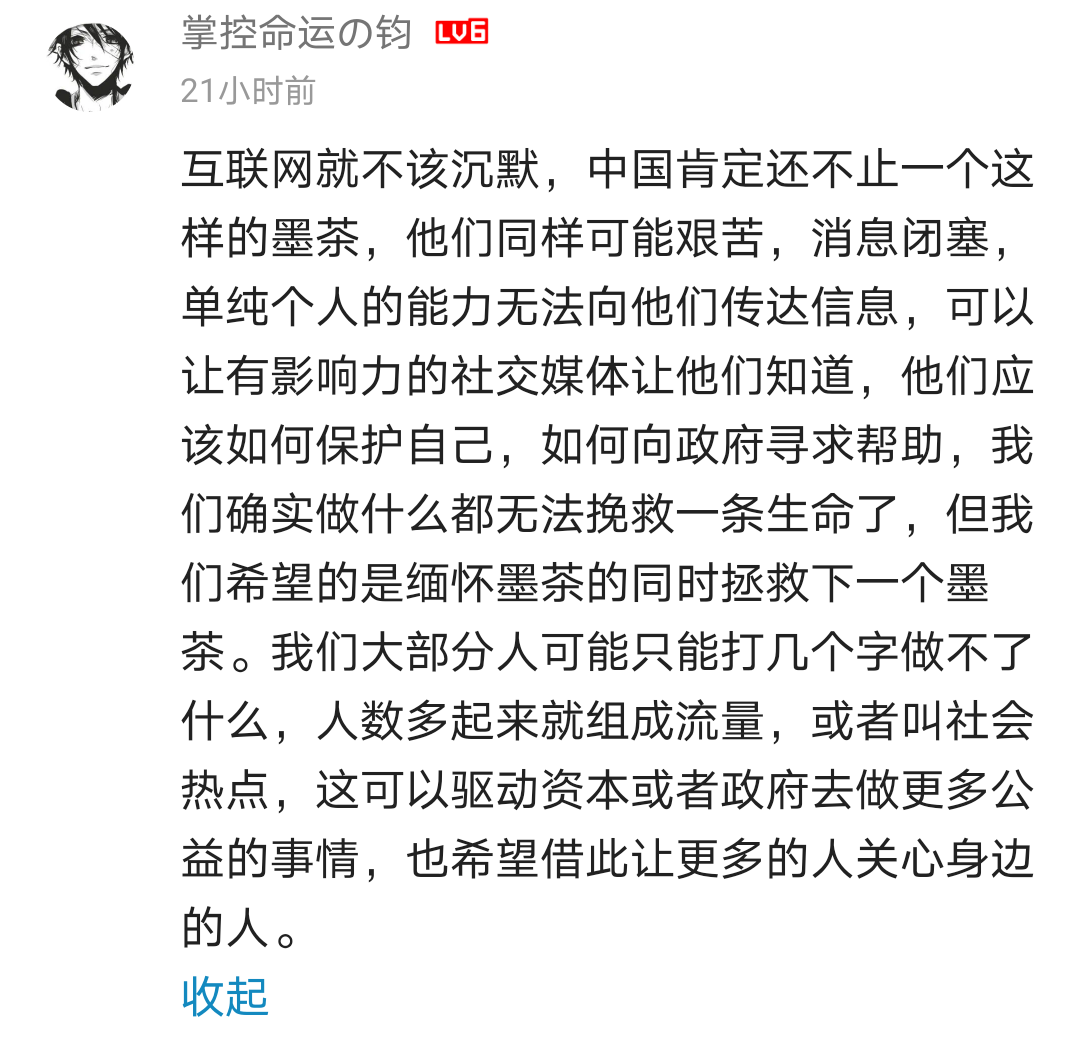 掌控命运の钧 LV6
21小时前
互联网就不该沉默，中国肯定还不止一个这
样的墨茶，他们同样可能艰苦，消息闭塞，
单纯个人的能力无法向他们传达信息，可以
让有影响力的社交媒体让他们知道，他们应
该如何保护自己，如何向政府寻求帮助，我
们确实做什么都无法挽救一条生命了，但我
们希望的是缅怀墨茶的同时拯救下一个墨
茶。我们大部分人可能只能打几个字做不了
什么，人数多起来就组成流量，或者叫社会
热点，这可以驱动资本或者政府去做更多公
益的事情，也希望借此让更多的人关心身边
的人。
收起